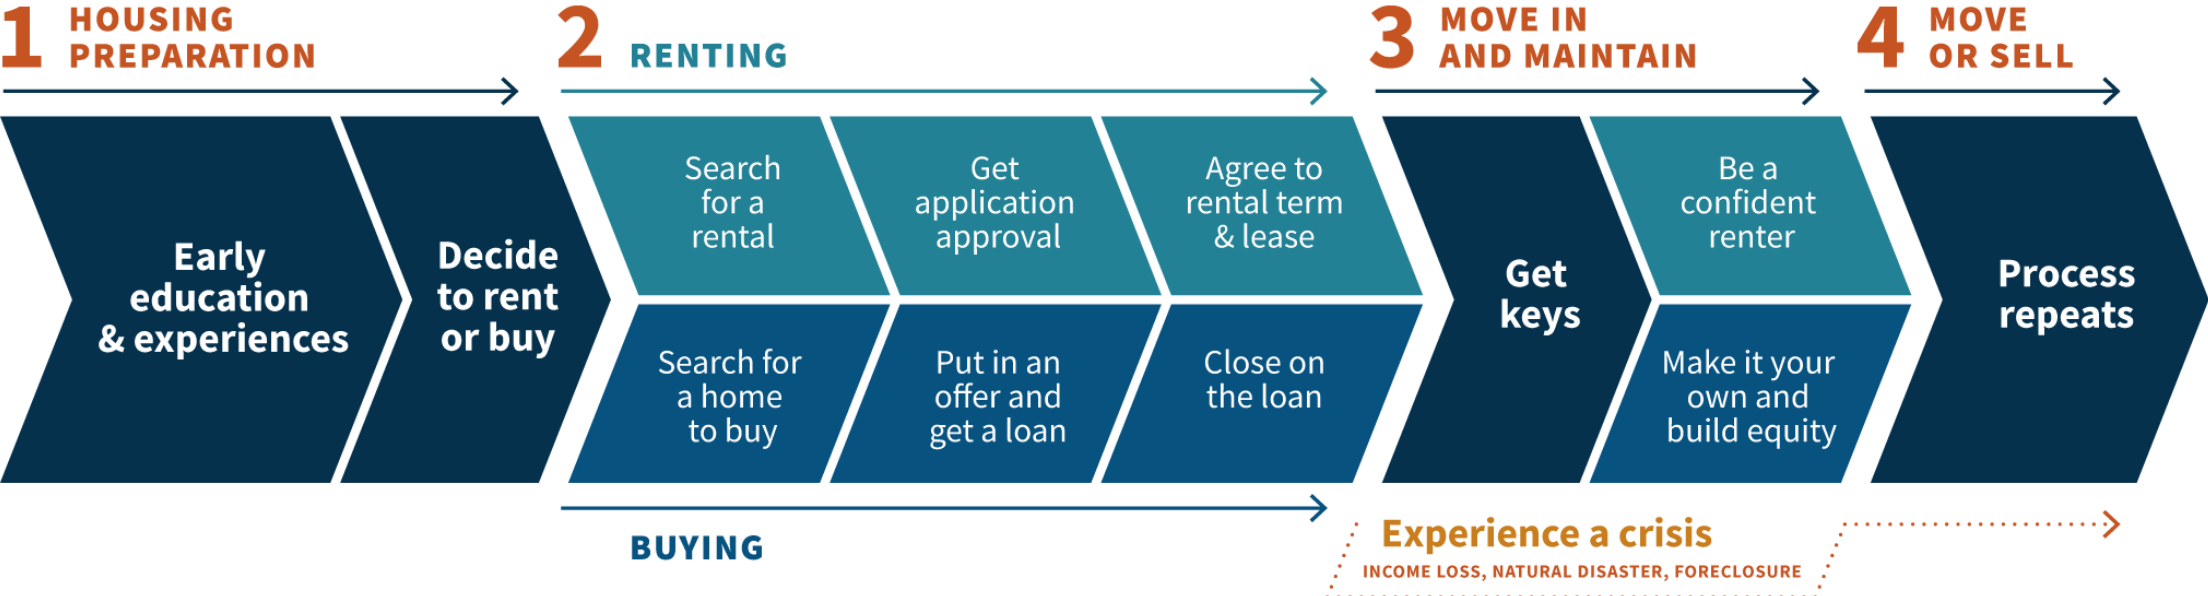 1 HOUSING
PREPARATION
2 RENTING
3 MOVE IN
AND MAINTAIN
4 MOVE
OR SELL
Early
education
& experiences
Decide
to rent
or buy
Search
for a
rental
Get
application
approval
Agree to
rental term
& lease
Search for
a home
to buy
Put in an
offer and
get a loan
Close on
the loan
BUYING
Get
keys
Be a
confident
renter
Make it your
own and
build equity
Process
repeats
Experience a crisis
INCOME LOSS, NATURAL DISASTER, FORECLOSURE